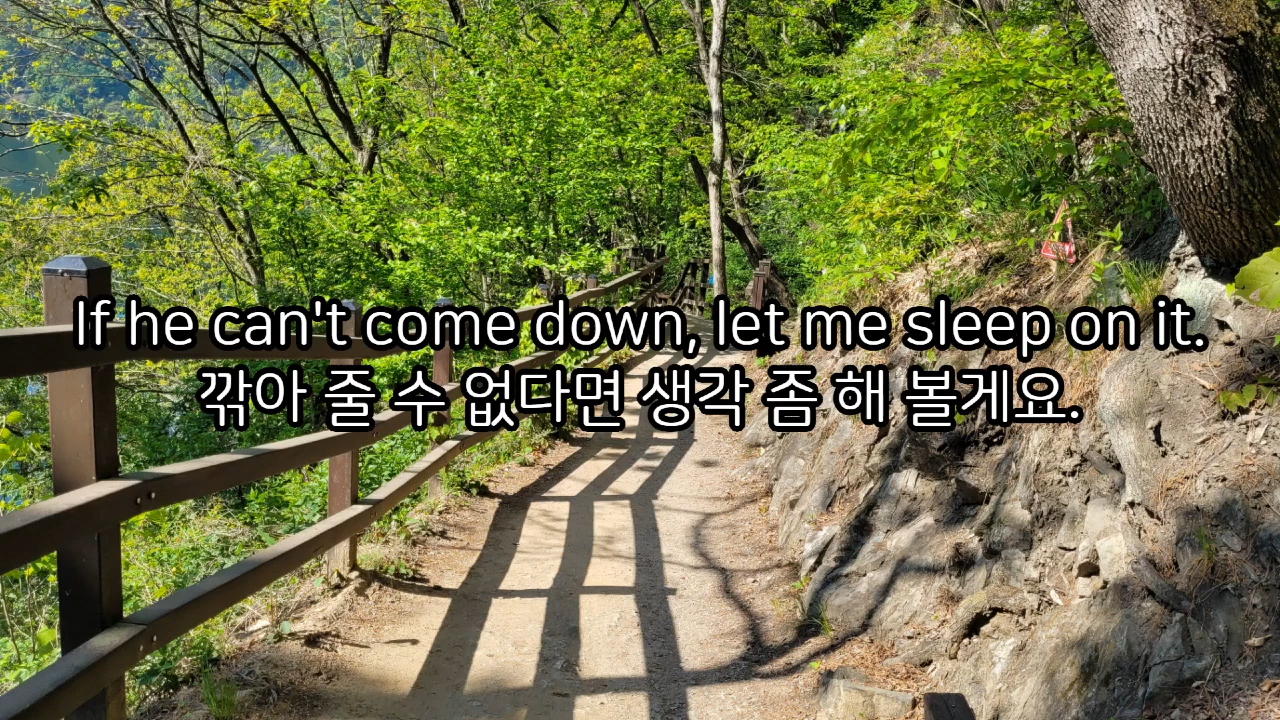 If he can't come down, let me sleep on it.
깎아 줄 수 없다면 생각 좀 해 볼게요.